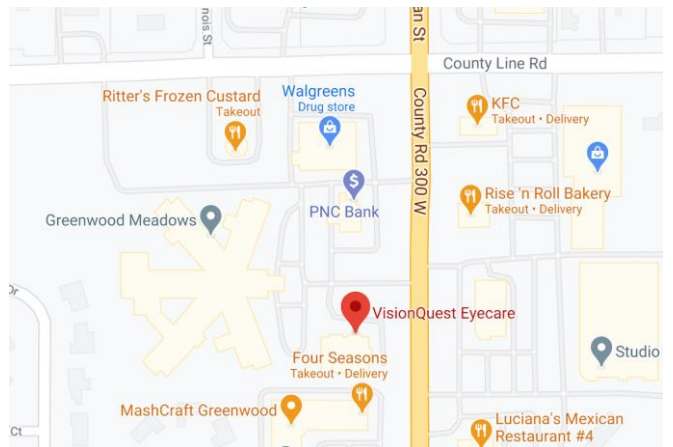 County Line Rd
Ritter's Frozen Custard
Takeout
Walgreens
Drug store
County Rd 300 W
KFC
Takeout • Delivery
PNC Bank
Rise 'n Roll Bakery
Takeout • Delivery
Greenwood Meadows
VisionQuest Eyecare
Four Seasons
Takeout • Delivery
Studio
MashCraft Greenwood
Luciana's Mexican
Restaurant #4
Ct